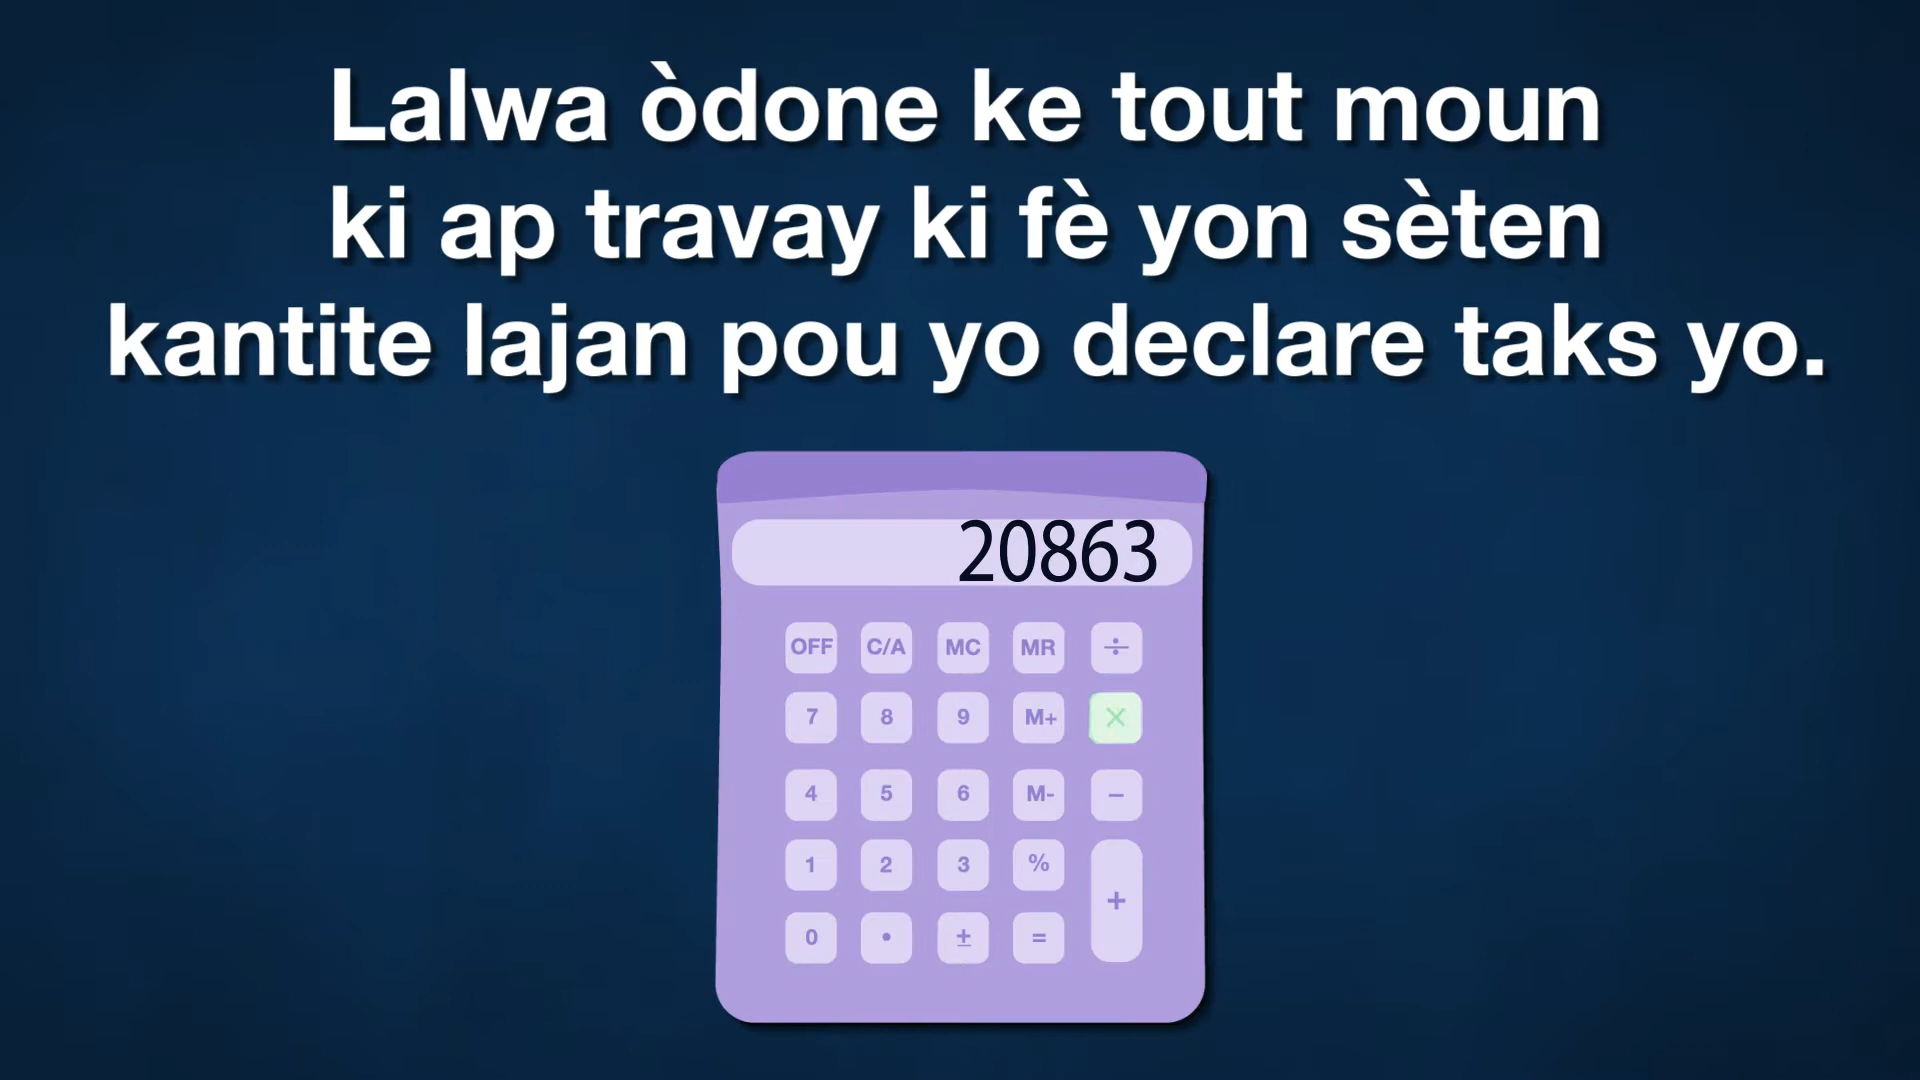 Lalwa òdone ke tout moun
ki ap travay ki fè yon sèten
kantite lajan pou yo declare taks yo.
20863
OFF C/A MC MR ÷
7 8 9 M+ ×
4 5 6 M- −
1 2 3 %
+
0 • ± =